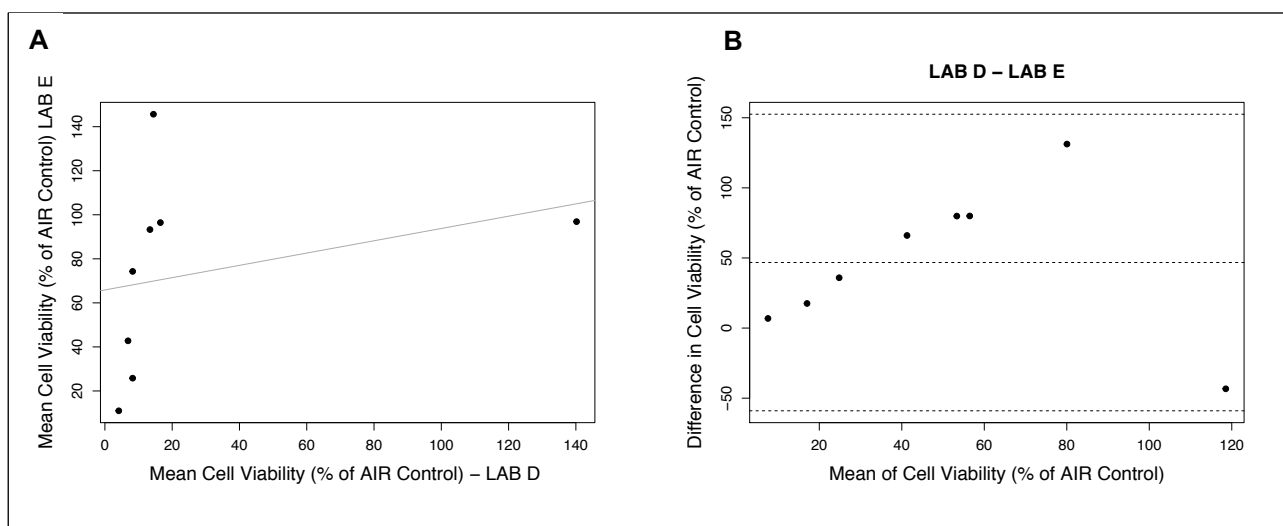 A
Mean Cell Viability (% of AIR Control) LAB E
140
120
100
80
60
40
20
0 20 40 60 80 100 120 140
Mean Cell Viability (% of AIR Control) – LAB D
B
LAB D – LAB E
Difference in Cell Viability (% of AIR Control)
150
100
50
0
−50
20 40 60 80 100 120
Mean of Cell Viability (% of AIR Control)